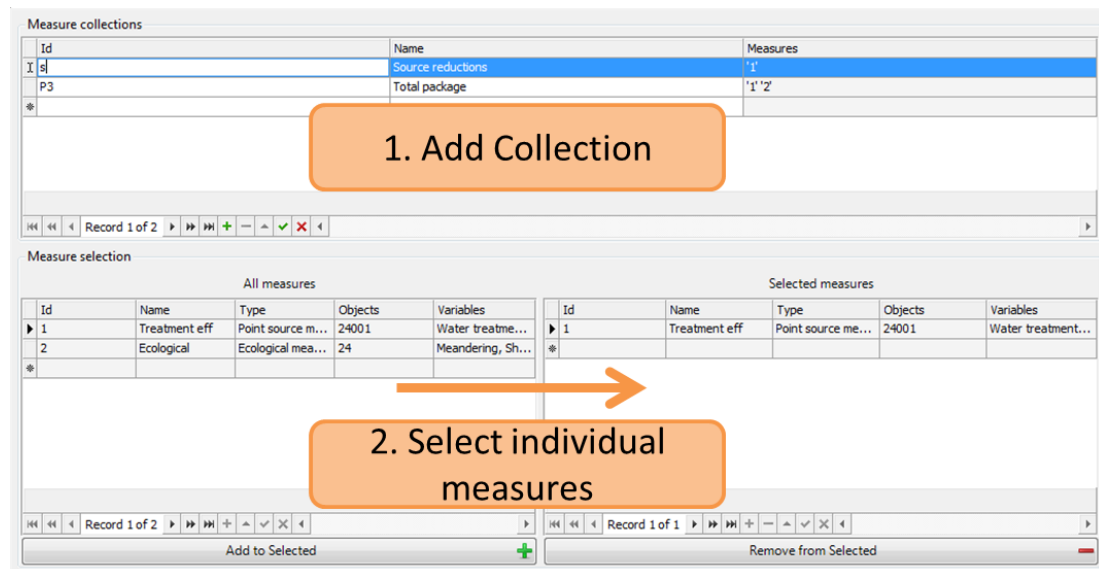 Measure collections
Id Name Measures
s Source reductions '1'
P3 Total package '1' '2'
1. Add Collection
Record 1 of 2
Measure selection
All measures Selected measures
Id Name Type Objects Variables Id Name Type Objects Variables
1 Treatment eff Point source m... 24001 Water treatme... 1 Treatment eff Point source me... 24001 Water treatment...
2 Ecological Ecological mea... 24 Meandering, Sh...
2. Select individual
measures
Record 1 of 2 Record 1 of 1
Add to Selected Remove from Selected